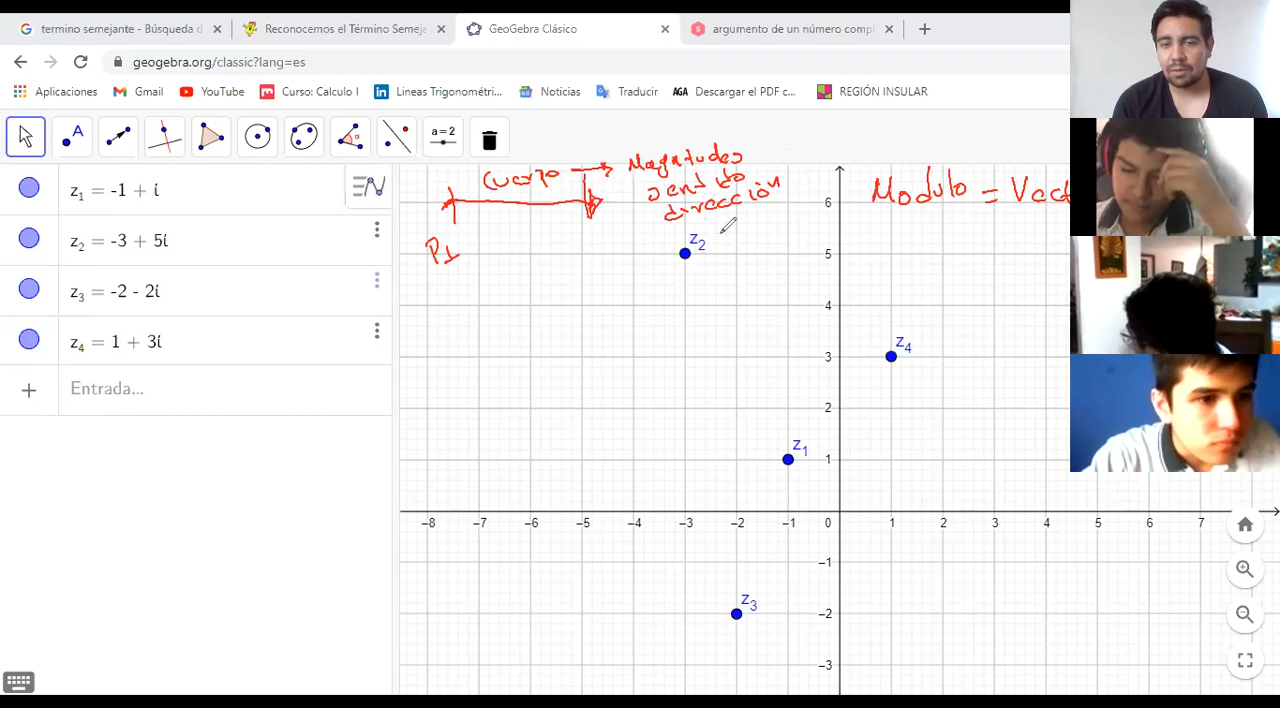 termino semejante - Búsqueda d
Reconocemos el Término Semeja
GeoGebra Clásico
argumento de un número compl
geogebra.org/classic?lang=es
Aplicaciones
Gmail
YouTube
Curso: Calculo I
Lineas Trigonométri...
Noticias
Traducir
AGA Descargar el PDF c...
REGIÓN INSULAR
A
a=2
z1 = -1 + i
z2 = -3 + 5i
z3 = -2 - 2i
z4 = 1 + 3i
Entrada...
Cuerpo
Magnitudes
dirección
P1
Modulo = Vect
z2
z4
z1
z3
6
5
4
3
2
1
-8 -7 -6 -5 -4 -3 -2 -1 0 1 2 3 4 5 6 7
-1
-2
-3